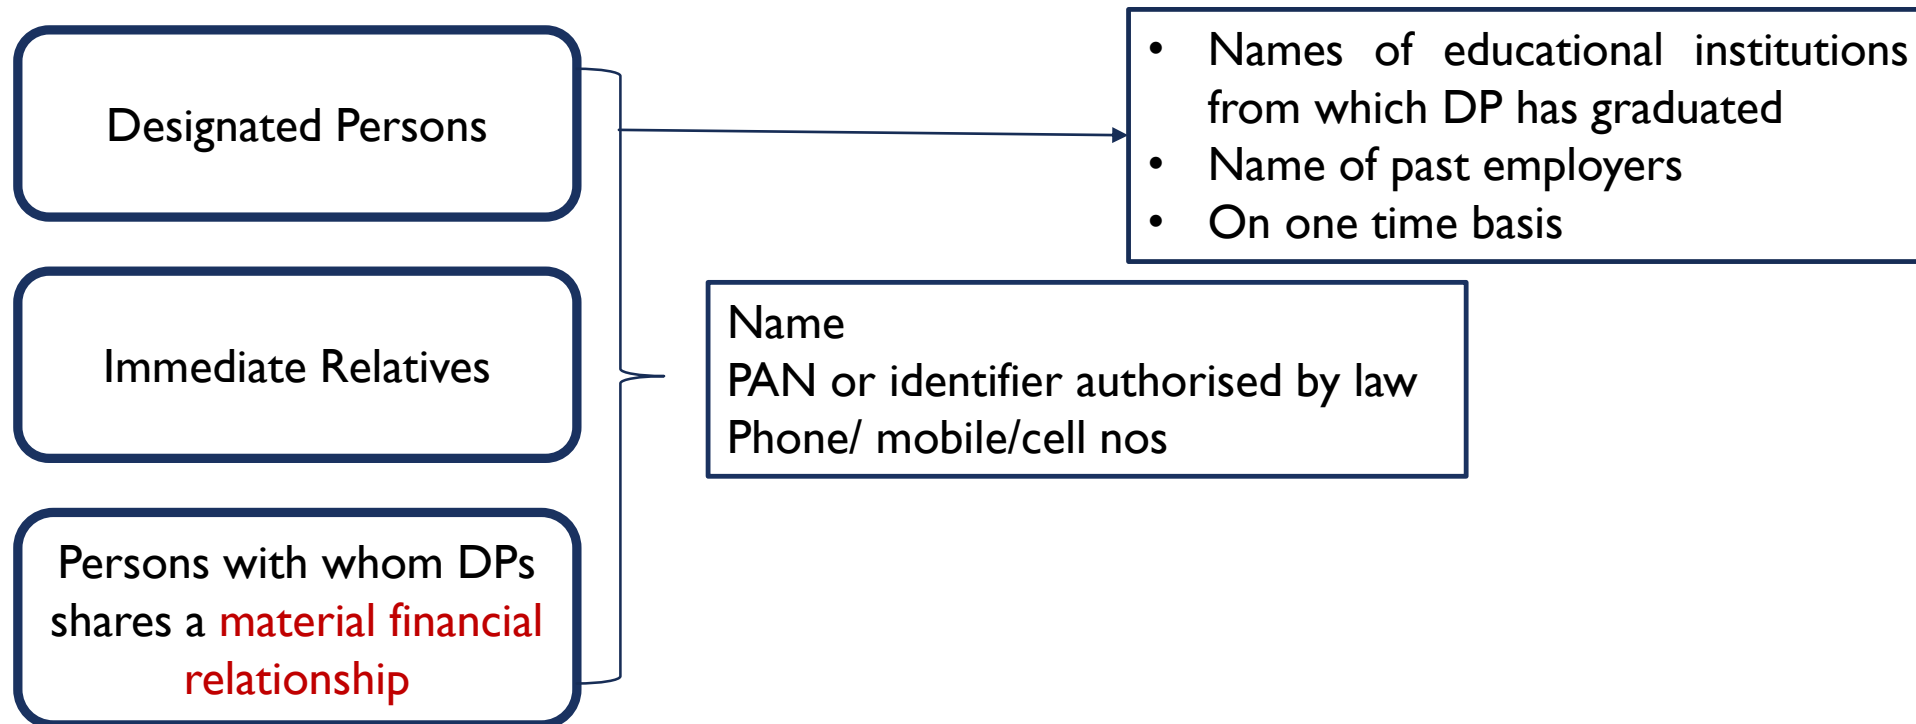 Designated Persons
• Names of educational institutions
from which DP has graduated
• Name of past employers
• On one time basis
Immediate Relatives
Name
PAN or identifier authorised by law
Phone/ mobile/cell nos
Persons with whom DPs
shares a material financial
relationship